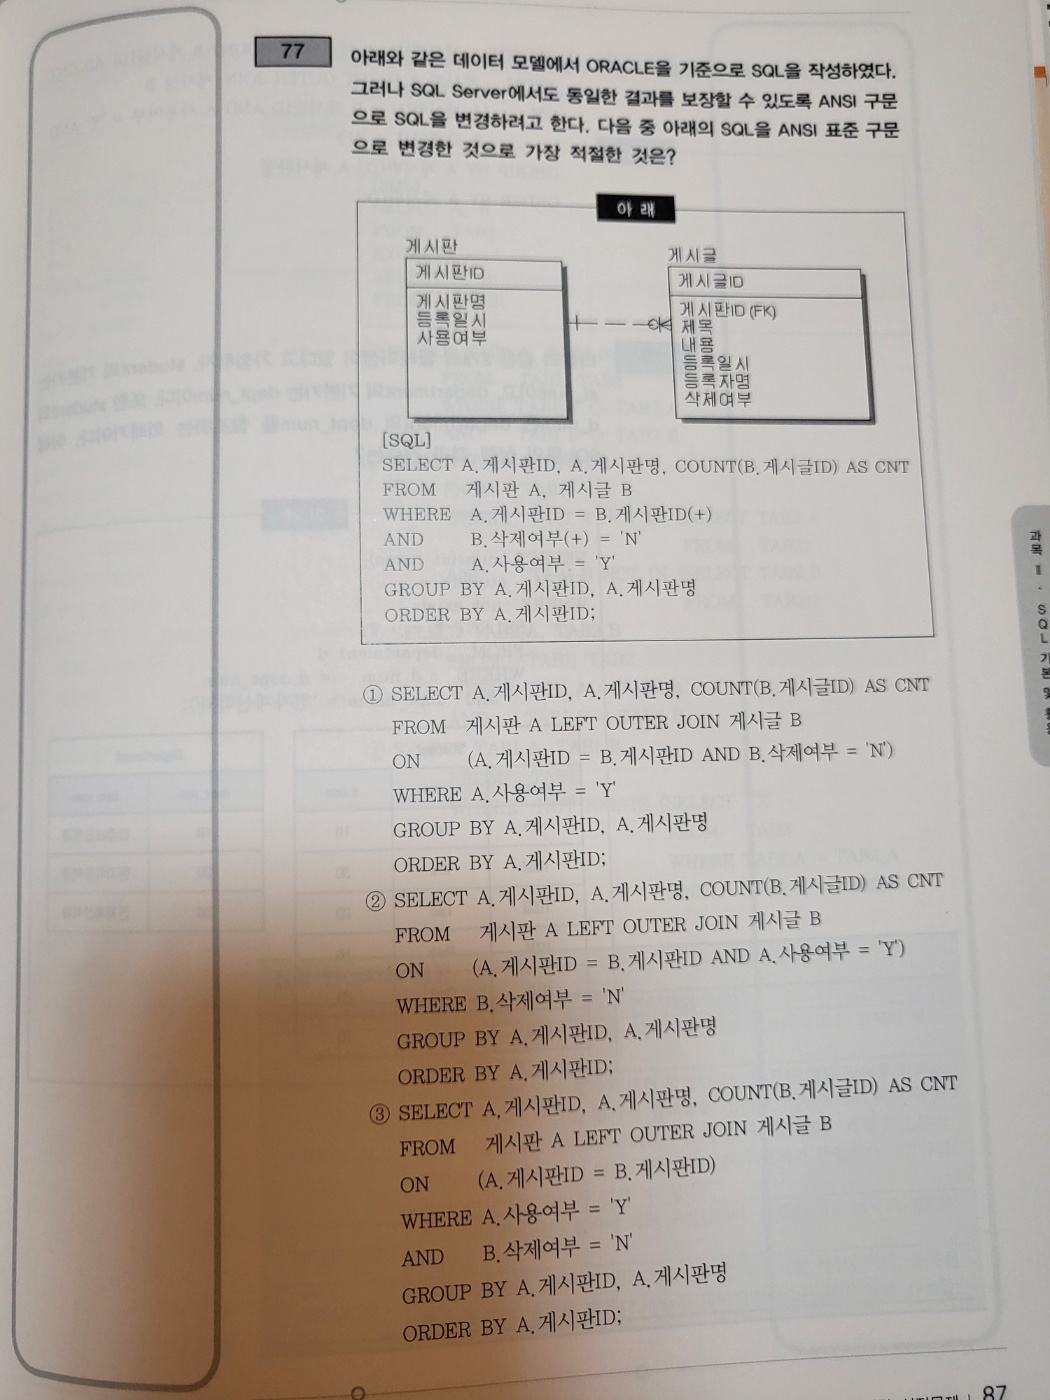 77
아래와 같은 데이터 모델에서 ORACLE을 기준으로 SQL을 작성하였다.
그러나 SQL Server에서도 동일한 결과를 보장할 수 있도록 ANSI 구문
으로 SQL을 변경하려고 한다. 다음 중 아래의 SQL을 ANSI 표준 구문
으로 변경한 것으로 가장 적절한 것은?
아 래
게시판
게시판ID
게시판명
등록일시
사용여부
게시글
게시글ID
게시판ID (FK)
제목
내용
등록일시
등록자명
삭제여부
[SQL]
SELECT A.게시판ID, A.게시판명, COUNT(B.게시글ID) AS CNT
FROM 게시판 A, 게시글 B
WHERE A.게시판ID = B.게시판ID(+)
AND B.삭제여부(+) = 'N'
AND A.사용여부 = 'Y'
GROUP BY A.게시판ID, A.게시판명
ORDER BY A.게시판ID;
① SELECT A.게시판ID, A.게시판명, COUNT(B.게시글ID) AS CNT
FROM 게시판 A LEFT OUTER JOIN 게시글 B
ON (A.게시판ID = B.게시판ID AND B.삭제여부 = 'N')
WHERE A.사용여부 = 'Y'
GROUP BY A.게시판ID, A.게시판명
ORDER BY A.게시판ID;
② SELECT A.게시판ID, A.게시판명, COUNT(B.게시글ID) AS CNT
FROM 게시판 A LEFT OUTER JOIN 게시글 B
ON (A.게시판ID = B.게시판ID AND A.사용여부 = 'Y')
WHERE B.삭제여부 = 'N'
GROUP BY A.게시판ID, A.게시판명
ORDER BY A.게시판ID;
③ SELECT A.게시판ID, A.게시판명, COUNT(B.게시글ID) AS CNT
FROM 게시판 A LEFT OUTER JOIN 게시글 B
ON (A.게시판ID = B.게시판ID)
WHERE A.사용여부 = 'Y'
AND B.삭제여부 = 'N'
GROUP BY A.게시판ID, A.게시판명
ORDER BY A.게시판ID;
과목 Ⅱ · SQL 기본 및 활용
87